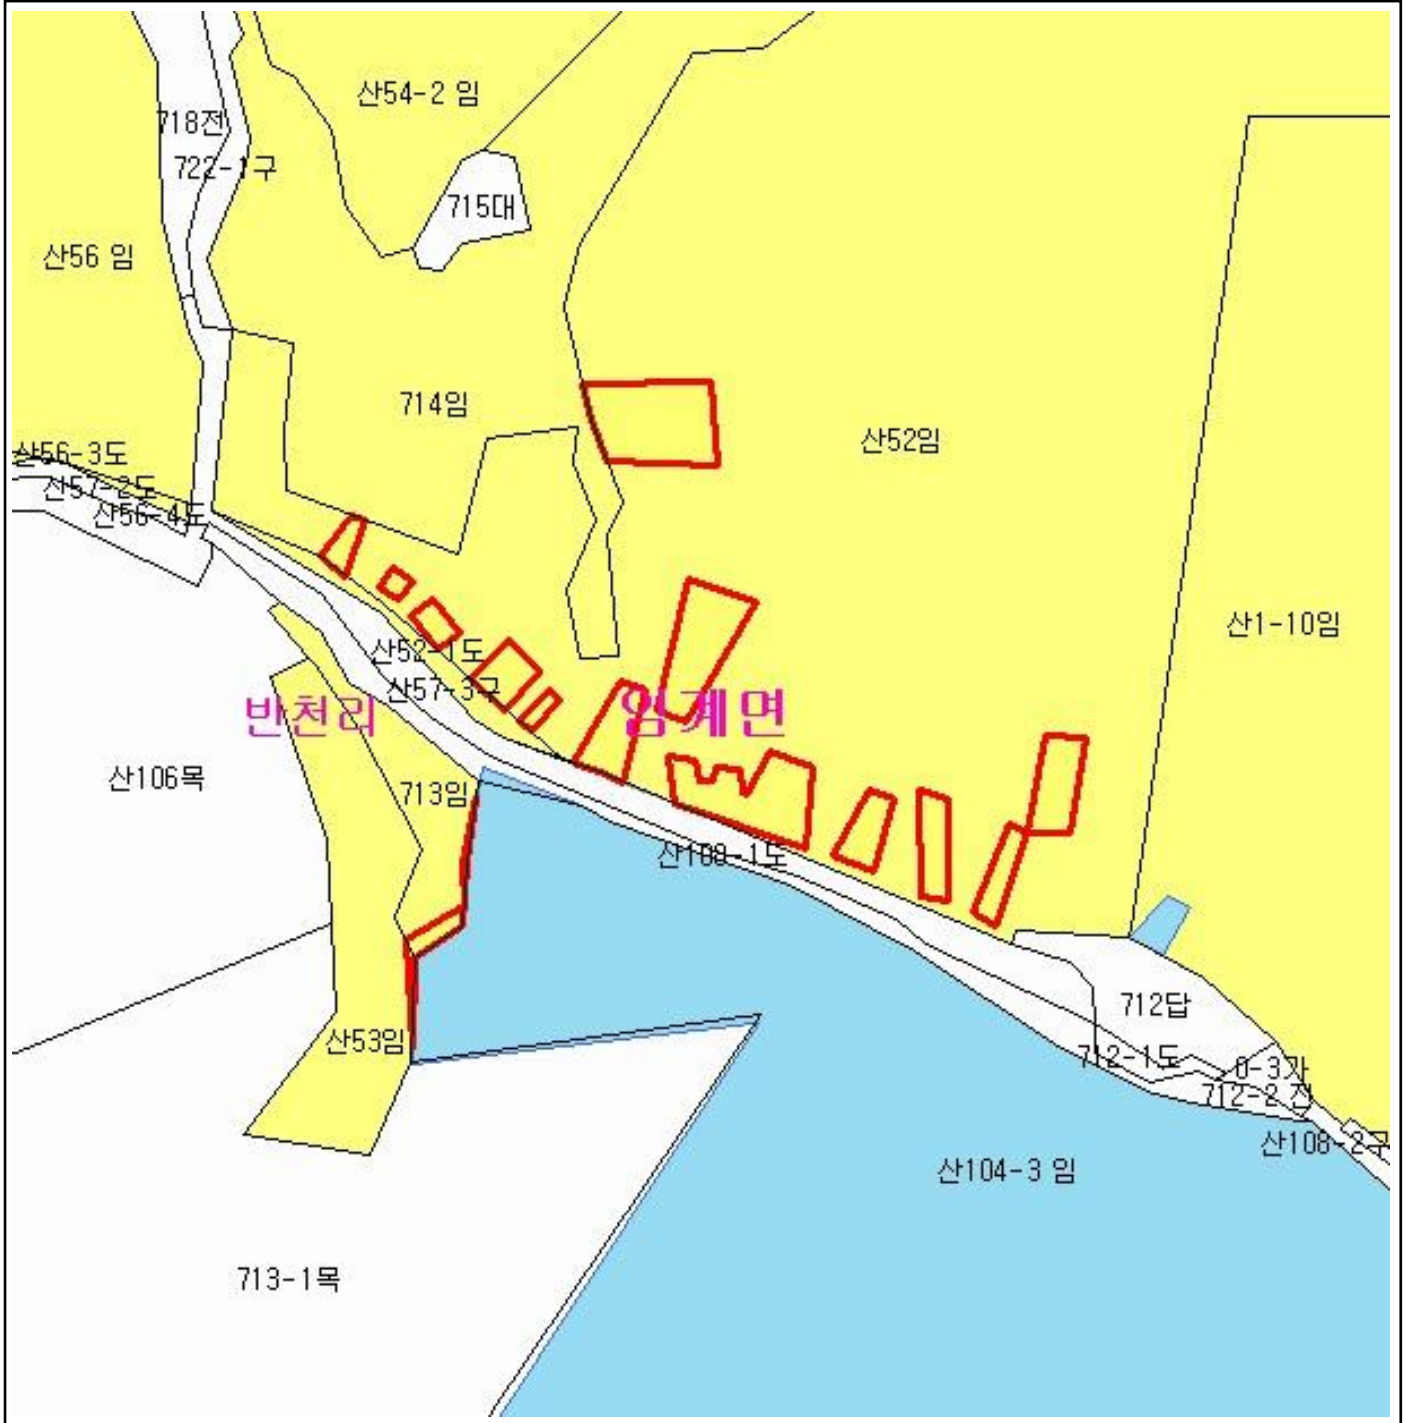 산54-2 임
718전
722-1구
715대
산56 임
714임
산52임
산56-3도
산57-2도
산56-4도
산1-10임
산52-1도
산57-3구
반천리
임계면
산106목
713임
산108-1도
712답
산53임
712-1도
0-3가
712-2 전
산108-2구
산104-3 임
713-1목